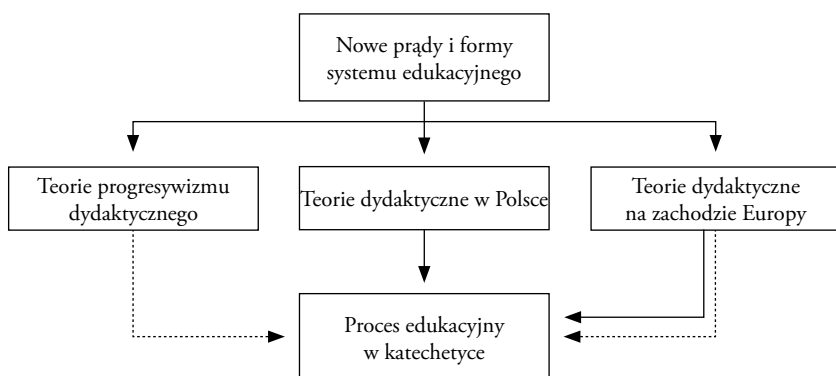 Nowe prądy i formy
systemu edukacyjnego
Teorie progresywizmu
dydaktycznego
Teorie dydaktyczne w Polsce
Teorie dydaktyczne
na zachodzie Europy
Proces edukacyjny
w katechetyce